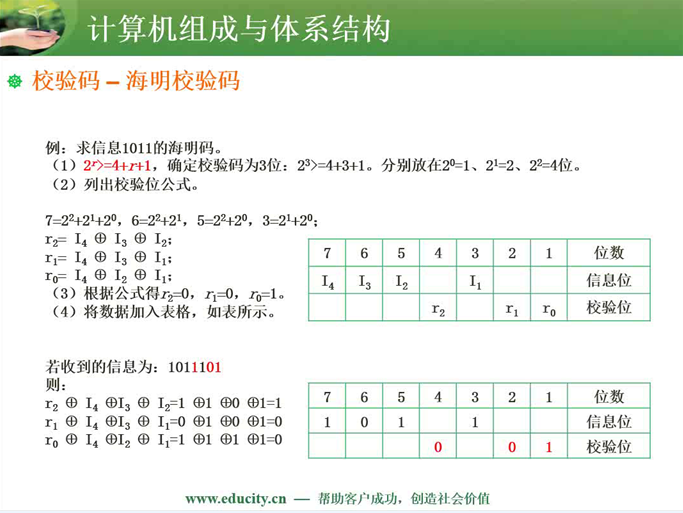 计算机组成与体系结构
校验码 – 海明校验码
例：求信息1011的海明码。
（1）2ʳ>=4+r+1，确定校验码为3位：2³>=4+3+1。分别放在2⁰=1、2¹=2、2²=4位。
（2）列出校验位公式。
7=2²+2¹+2⁰，6=2²+2¹，5=2²+2⁰，3=2¹+2⁰；
r₂= I₄ ⊕ I₃ ⊕ I₂；
r₁= I₄ ⊕ I₃ ⊕ I₁；
r₀= I₄ ⊕ I₂ ⊕ I₁；
（3）根据公式得r₂=0，r₁=0，r₀=1。
（4）将数据加入表格，如表所示。
7 6 5 4 3 2 1 位数
I₄ I₃ I₂ I₁ 信息位
r₂ r₁ r₀ 校验位
若收到的信息为：1011101
则：
r₂ ⊕ I₄ ⊕I₃ ⊕ I₂=1 ⊕1 ⊕0 ⊕1=1
r₁ ⊕ I₄ ⊕I₃ ⊕ I₁=0 ⊕1 ⊕0 ⊕1=0
r₀ ⊕ I₄ ⊕I₂ ⊕ I₁=1 ⊕1 ⊕1 ⊕1=0
7 6 5 4 3 2 1 位数
1 0 1 1 信息位
0 0 1 校验位
www.educity.cn — 帮助客户成功，创造社会价值